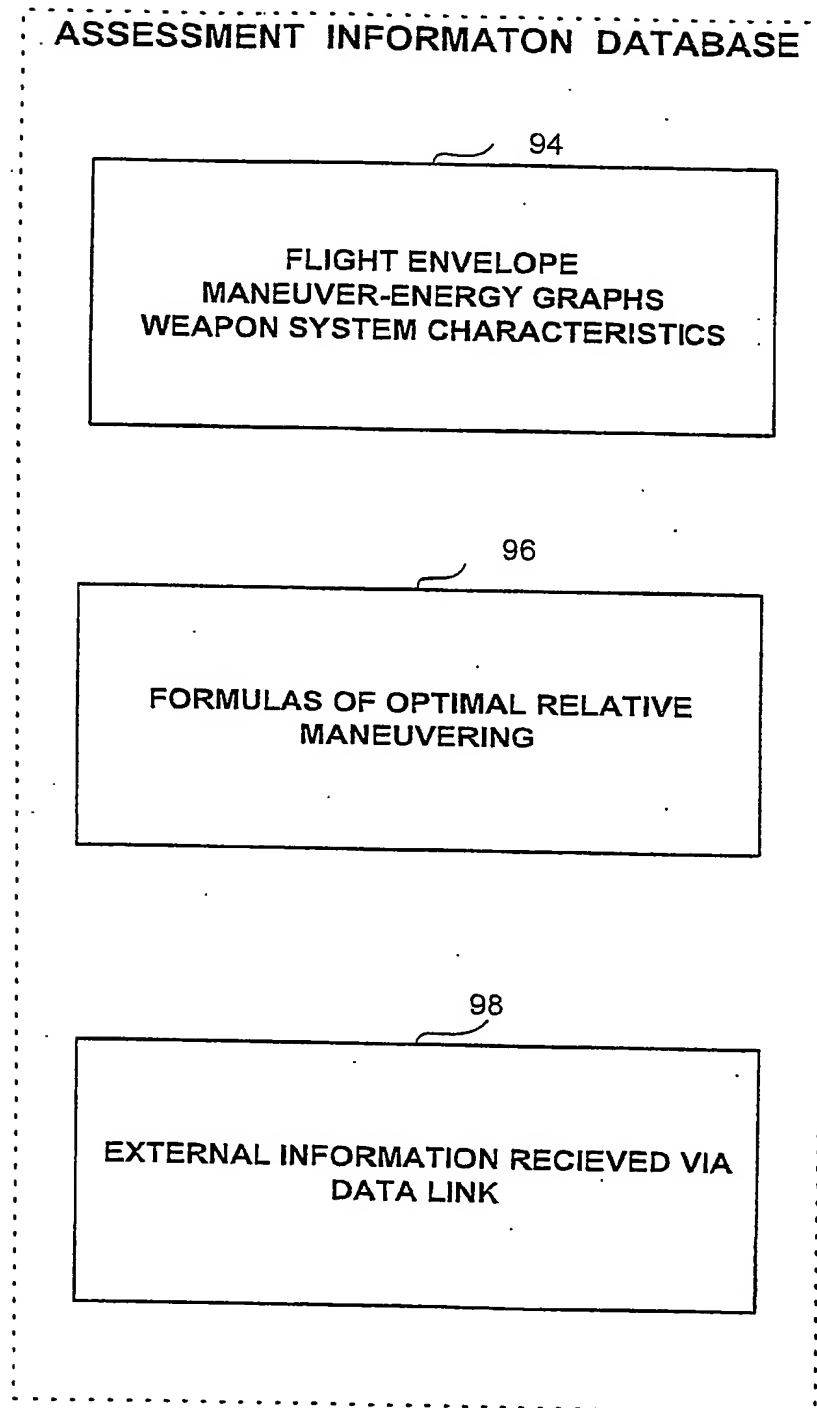 ASSESSMENT INFORMATON DATABASE
94
FLIGHT ENVELOPE
MANEUVER-ENERGY GRAPHS
WEAPON SYSTEM CHARACTERISTICS
96
FORMULAS OF OPTIMAL RELATIVE
MANEUVERING
98
EXTERNAL INFORMATION RECIEVED VIA
DATA LINK